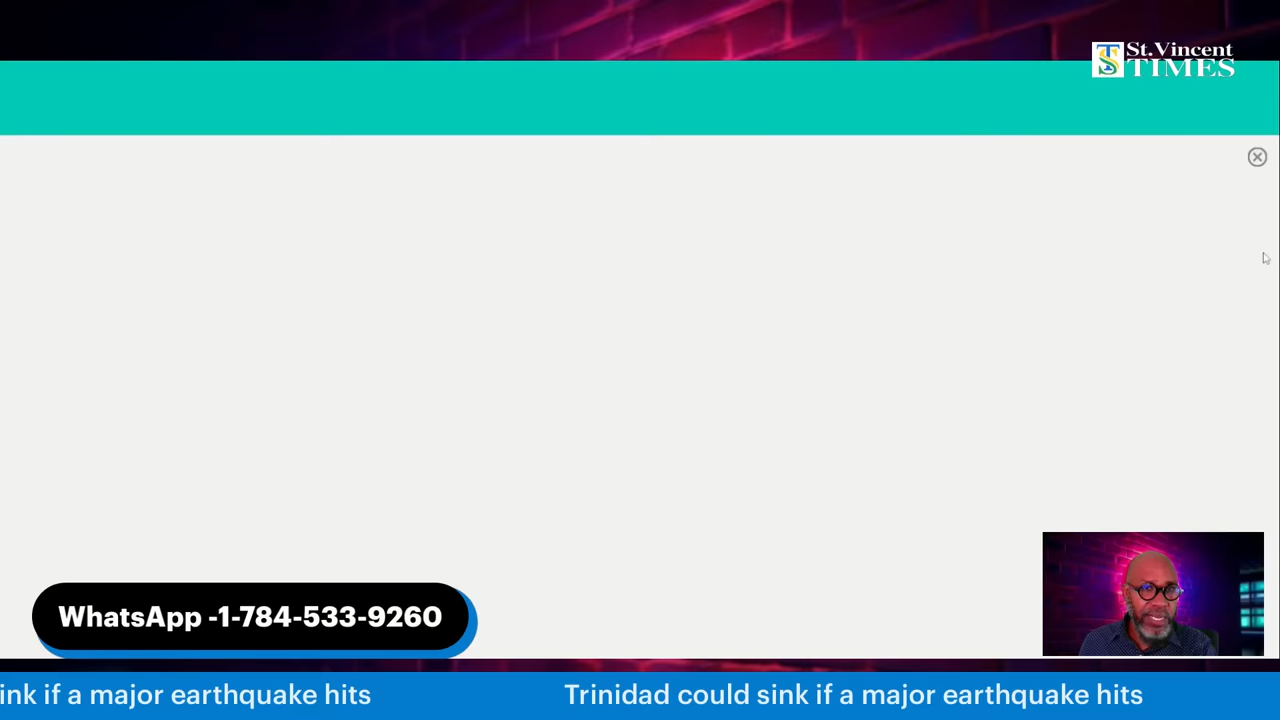 St.Vincent
TIMES
WhatsApp -1-784-533-9260
ink if a major earthquake hits
Trinidad could sink if a major earthquake hits